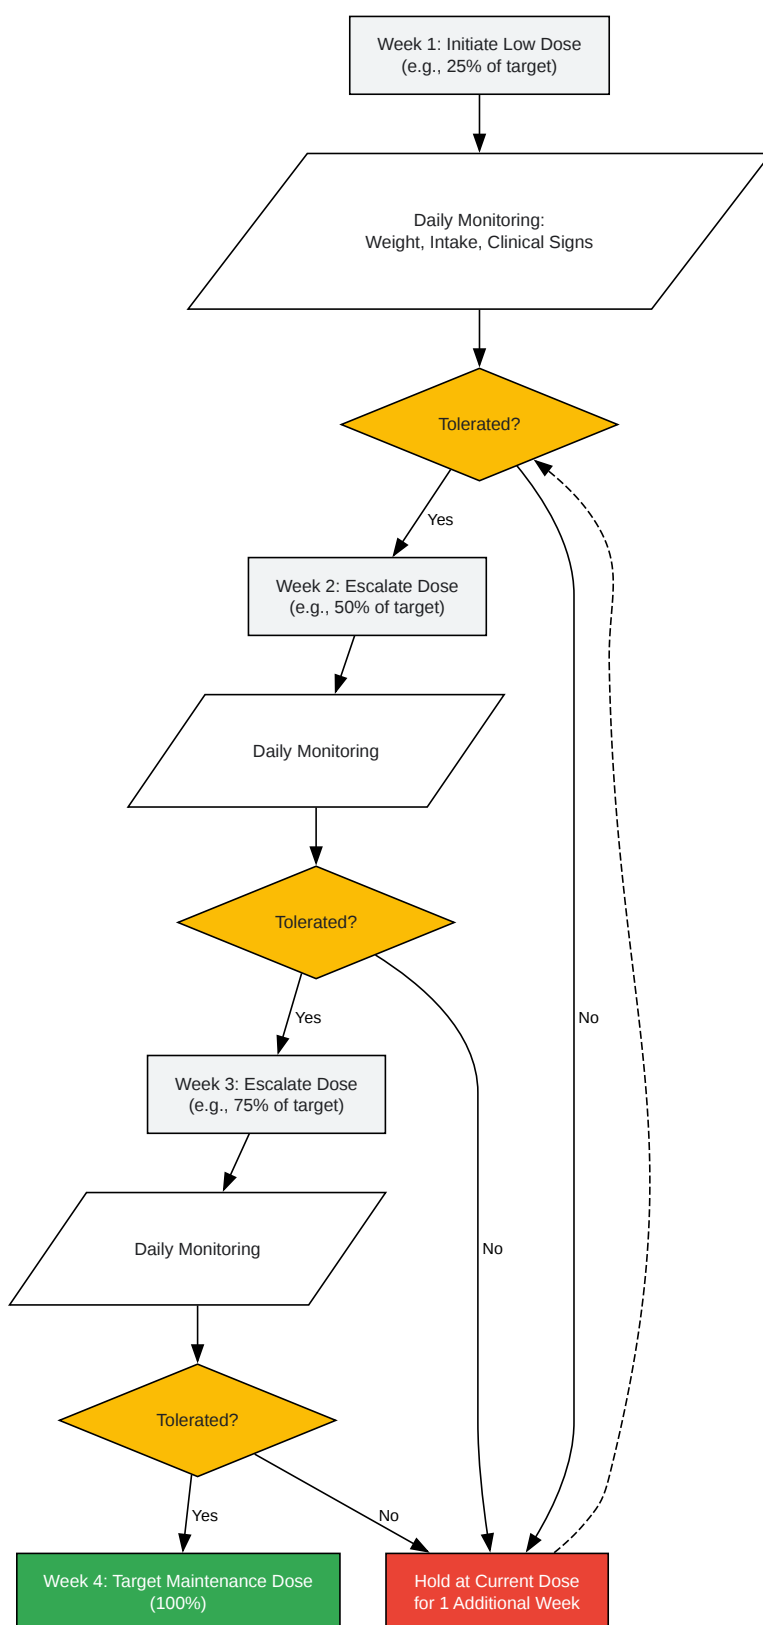 Week 1: Initiate Low Dose
(e.g., 25% of target)
Daily Monitoring:
Weight, Intake, Clinical Signs
Tolerated?
Yes
Week 2: Escalate Dose
(e.g., 50% of target)
Daily Monitoring
Tolerated?
Yes
No
Week 3: Escalate Dose
(e.g., 75% of target)
Daily Monitoring
No
Tolerated?
Yes
No
Week 4: Target Maintenance Dose
(100%)
Hold at Current Dose
for 1 Additional Week